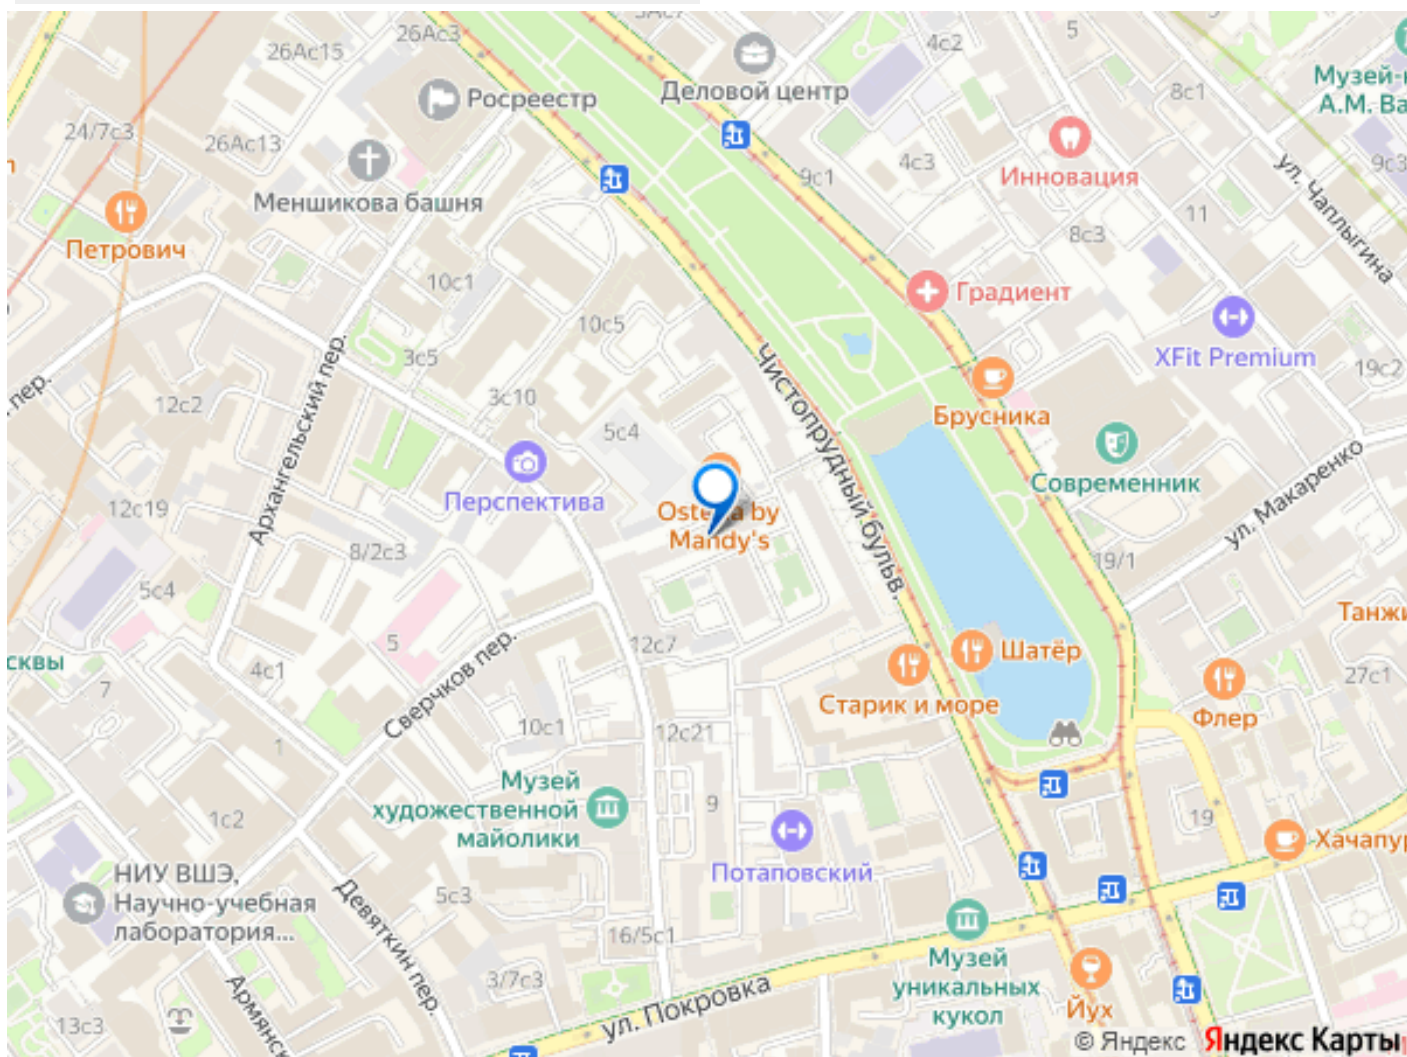 26Ас3
26Ас15
4с2
5
Деловой центр
Росреестр
8с1
Музей-
А.М. Ва
24/7с3
26Ас13
Меншикова башня
9с1
4с3
Инновация
9с3
ул. Чаплыгина
Петрович
11
8с3
10с1
Градиент
10с5
3с5
XFit Premium
19с2
пер.
Архангельский пер.
Чистопрудный бульв.
12с2
3с10
Брусника
5с4
Перспектива
Современник
ул. Макаренко
12с19
by
Mandy's
8/2с3
19/1
5с4
Танжи
5
12с7
Шатёр
сквы
4с1
7
Сверчков пер.
27с1
Старик и море
Флер
10с1
12с21
1
Музей
художественной
майолики
9
1с2
19
Хачапур
Потаповский
НИУ ВШЭ,
Научно-учебная
лаборатория...
Девяткин пер.
5с3
16/5с1
Музей
уникальных
кукол
3/7с3
ул. Покровка
Йух
Армянск
13с3
© Яндекс Яндекс Карты